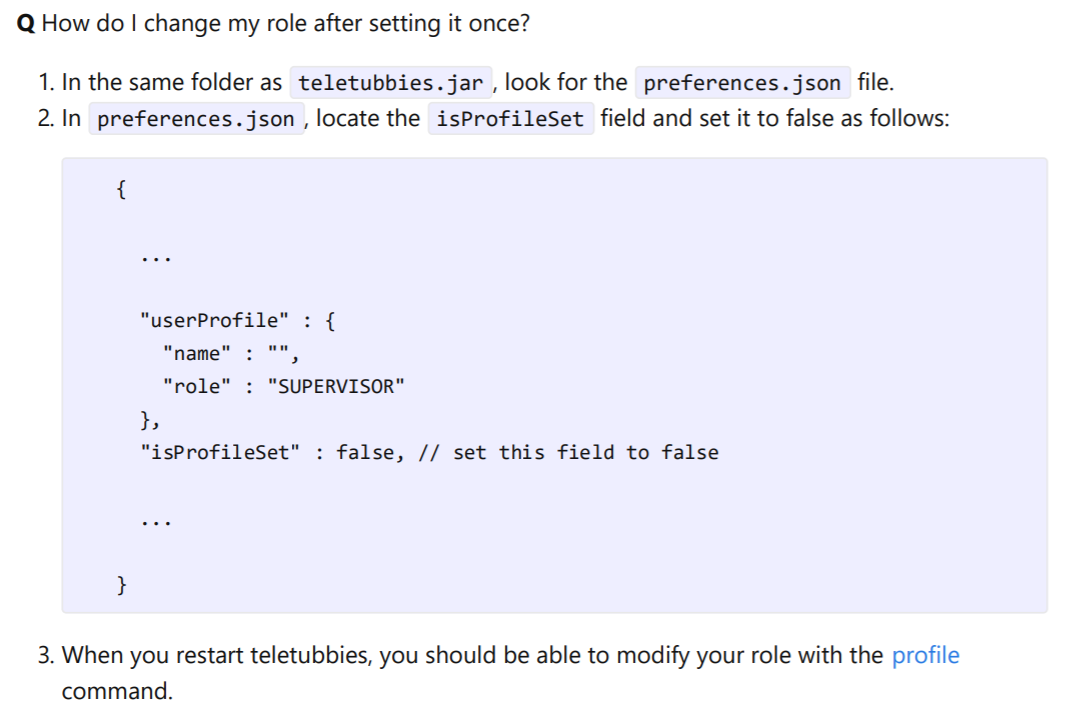 Q How do I change my role after setting it once?
1. In the same folder as teletubbies.jar, look for the preferences.json file.
2. In preferences.json, locate the isProfileSet field and set it to false as follows:
{
...
"userProfile" : {
"name" : "",
"role" : "SUPERVISOR"
},
"isProfileSet" : false, // set this field to false
...
}
3. When you restart teletubbies, you should be able to modify your role with the profile
command.